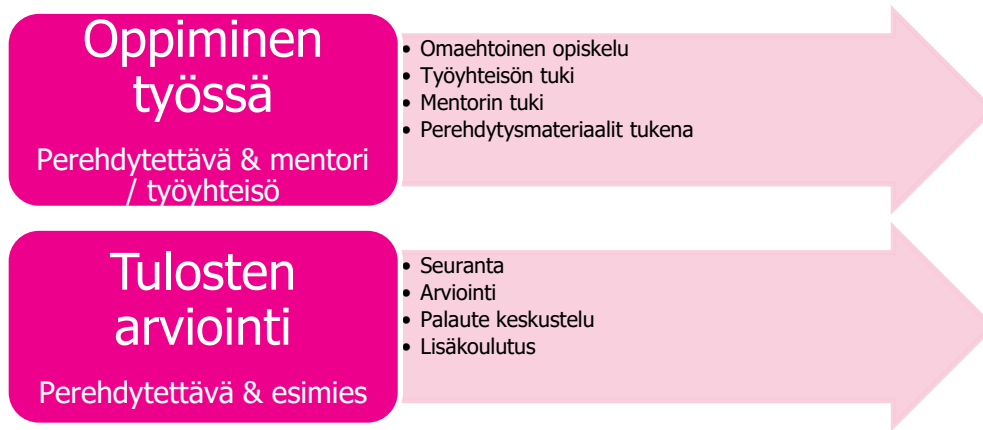 Oppiminen
työssä
Perehdytettävä & mentori
/ työyhteisö
• Omaehtoinen opiskelu
• Työyhteisön tuki
• Mentorin tuki
• Perehdytysmateriaalit tukena
Tulosten
arviointi
Perehdytettävä & esimies
• Seuranta
• Arviointi
• Palaute keskustelu
• Lisäkoulutus